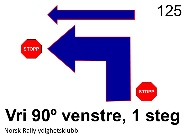 125
STOPP
STOPP
Vri 90º venstre, 1 steg
Norsk Rally lydighetsklubb